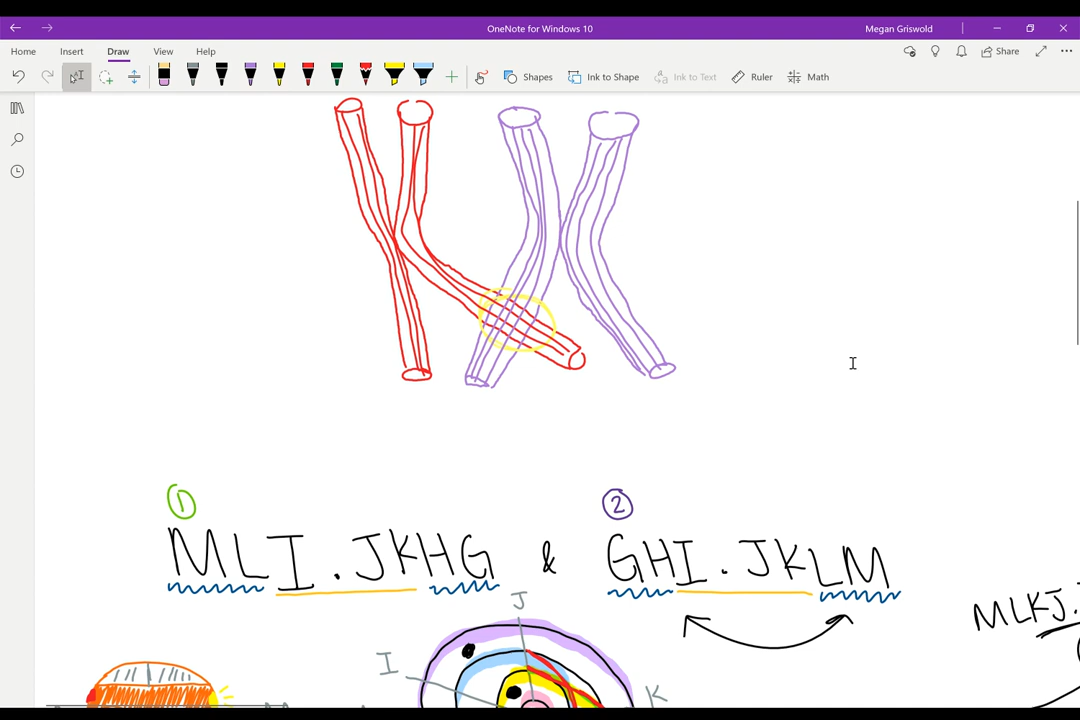 OneNote for Windows 10
Megan Griswold
Home Insert Draw View Help
Share
Shapes Ink to Shape Ink to Text Ruler Math
① ②
MLI.JKHG & GHI.JKLM
MLKJ.
J
I
K